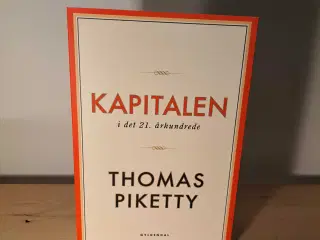 KAPITALEN
i det 21. århundrede
THOMAS
PIKETTY
GYLDENDAL